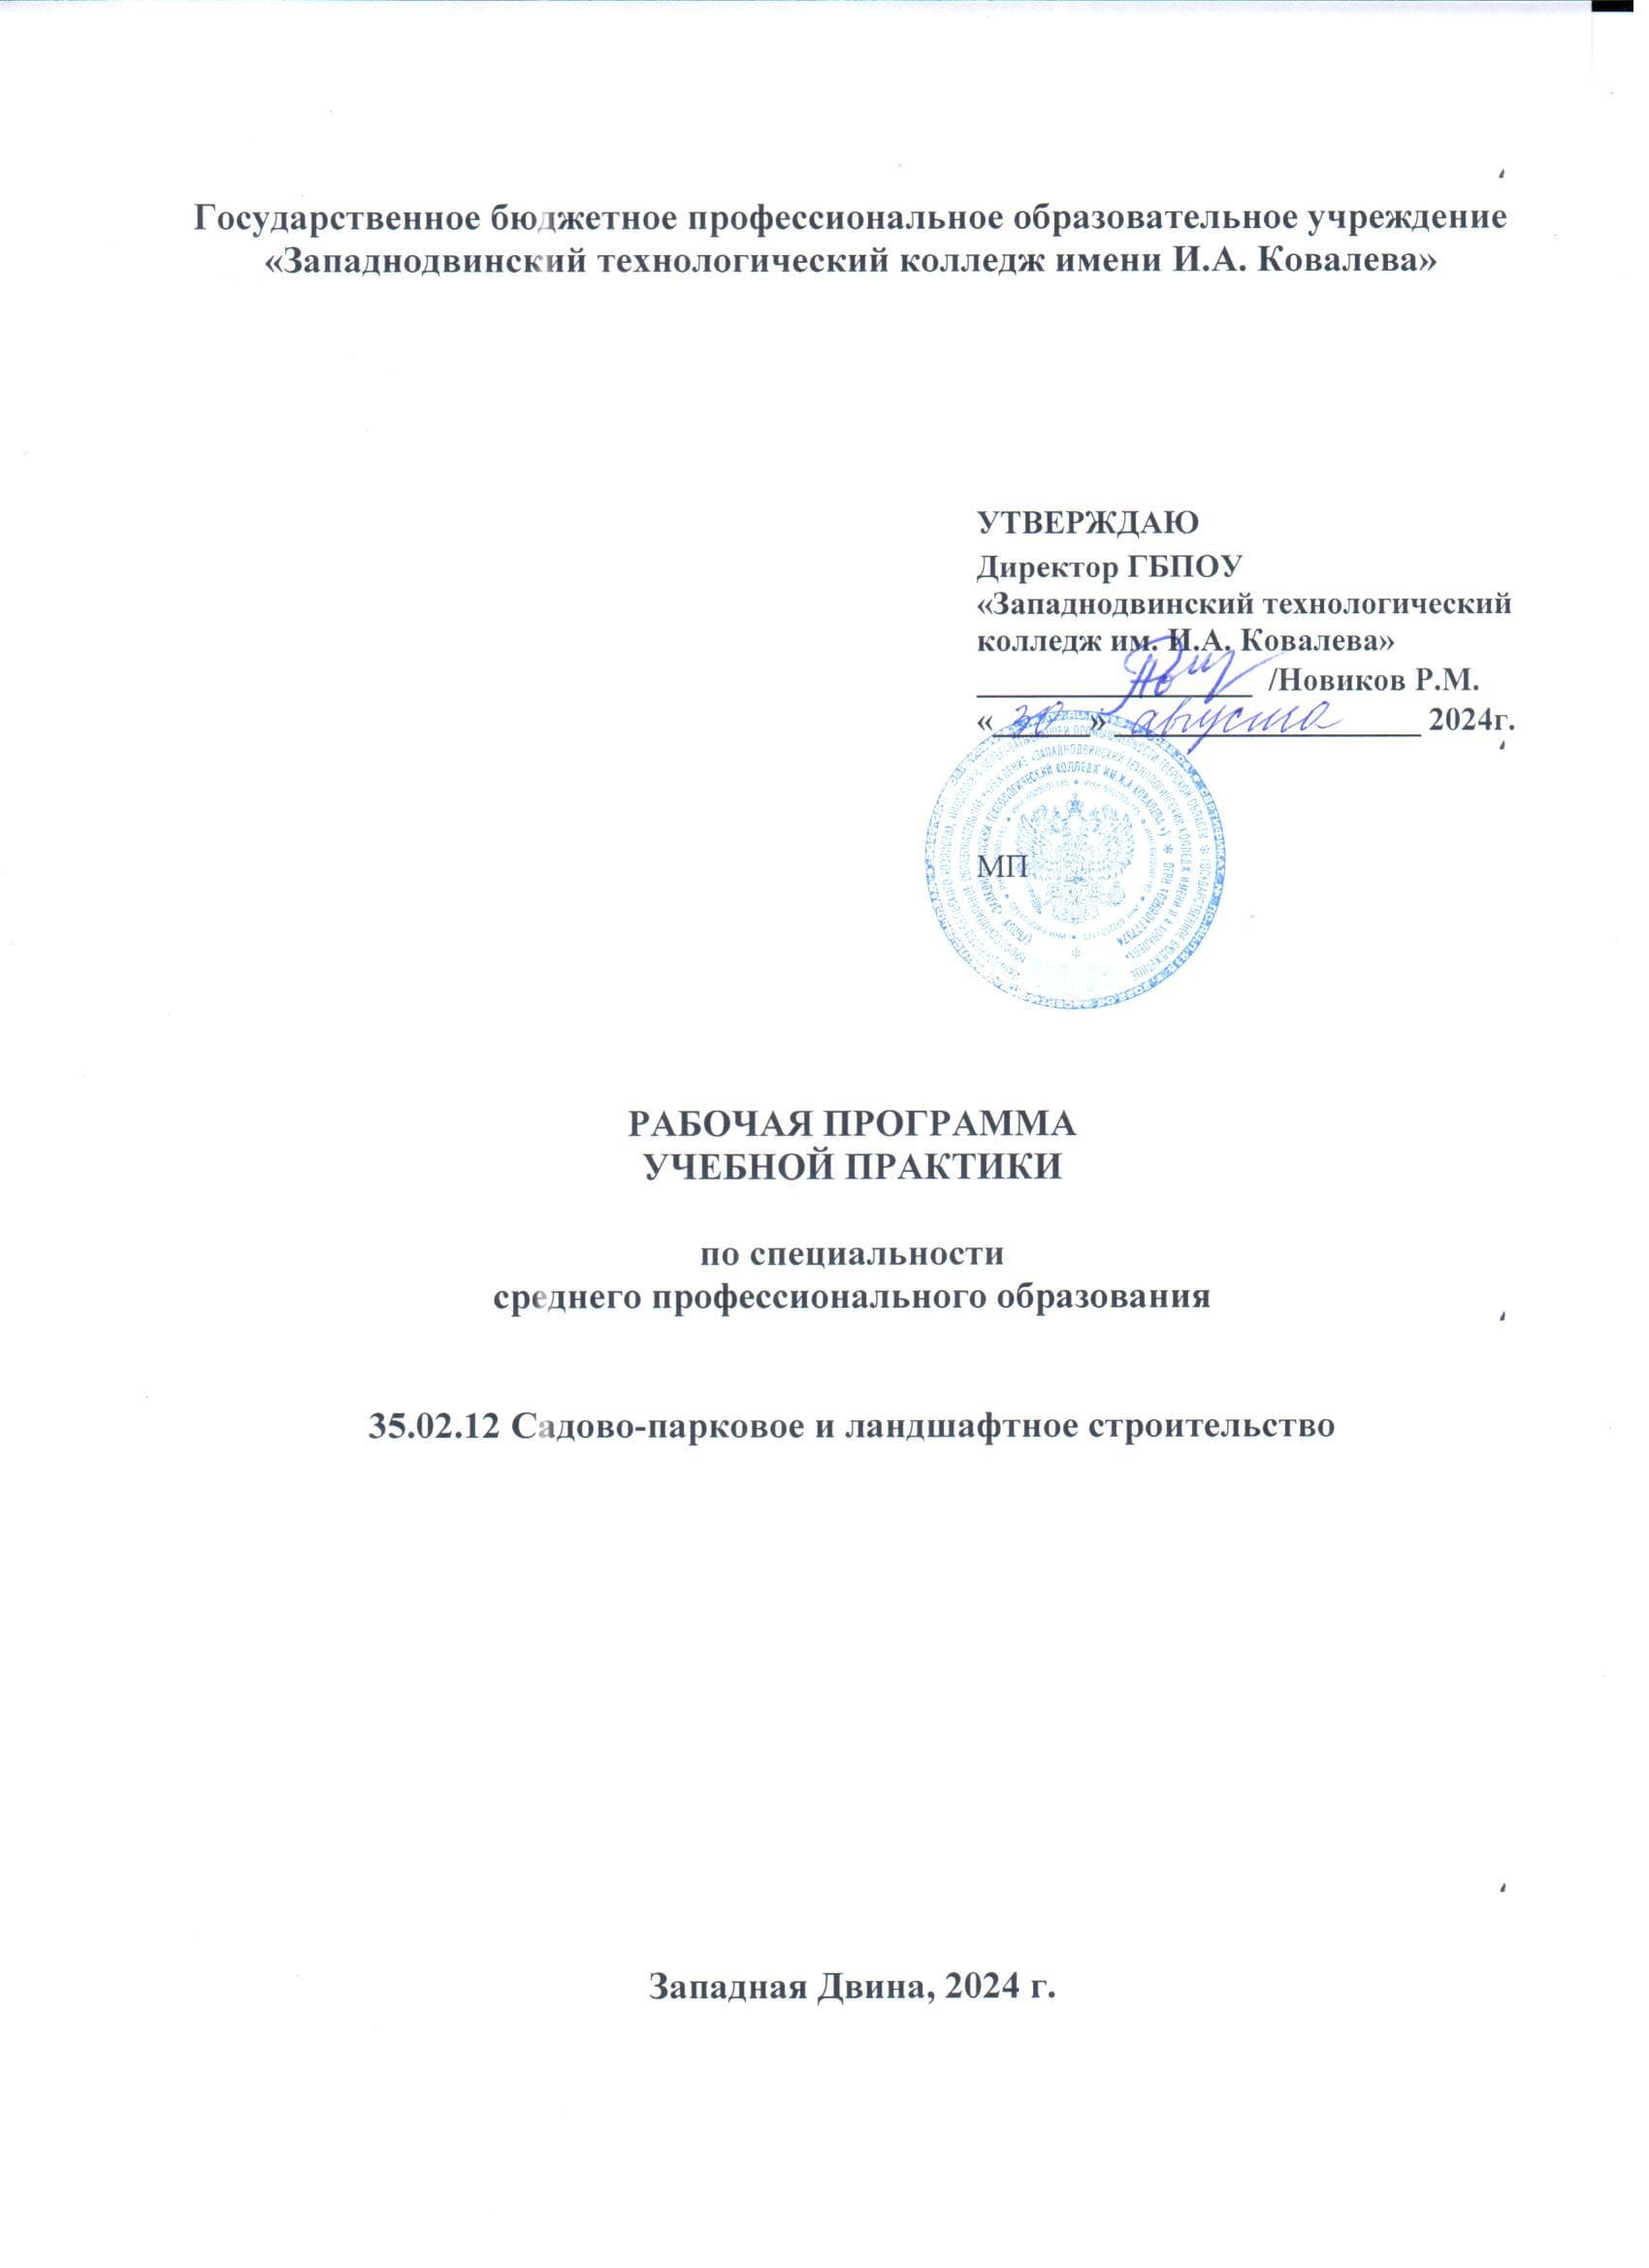 Государственное бюджетное профессиональное образовательное учреждение
«Западнодвинский технологический колледж имени И.А. Ковалева»
УТВЕРЖДАЮ
Директор ГБПОУ
«Западнодвинский технологический
колледж им. И.А. Ковалева»
/Новиков Р.М.
«30» августа 2024г.
МП
РАБОЧАЯ ПРОГРАММА
УЧЕБНОЙ ПРАКТИКИ
по специальности
среднего профессионального образования
35.02.12 Садово-парковое и ландшафтное строительство
Западная Двина, 2024 г.